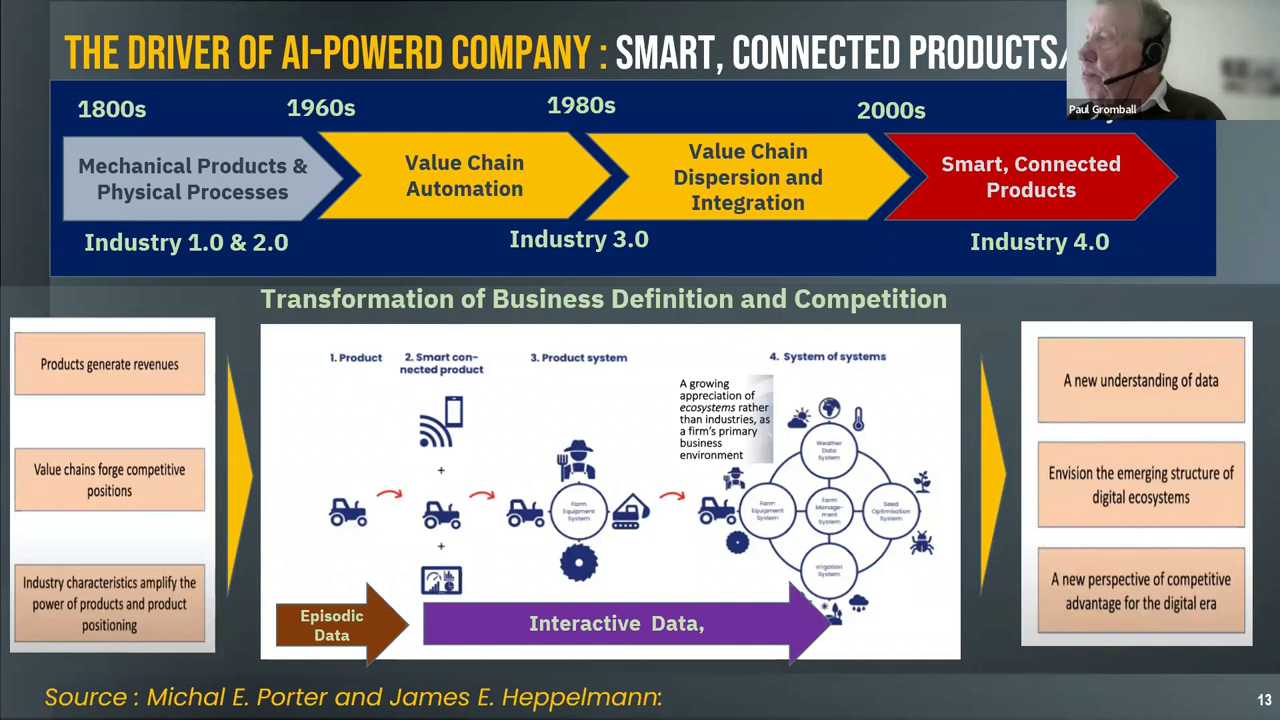 THE DRIVER OF AI-POWERD COMPANY : SMART, CONNECTED PRODUCTS/
Paul Gromball
1800s
1960s
1980s
2000s
Mechanical Products &
Physical Processes
Value Chain
Automation
Value Chain
Dispersion and
Integration
Smart, Connected
Products
Industry 1.0 & 2.0
Industry 3.0
Industry 4.0
Transformation of Business Definition and Competition
Products generate revenues
Value chains forge competitive
positions
Industry characteristics amplify the
power of products and product
positioning
1. Product
2. Smart con-
nected product
3. Product system
4. System of systems
+
+
Farm
Equipment
System
A growing
appreciation of
ecosystems rather
than industries, as
a firm's primary
business
environment
Weather
Data
System
Farm
Equipment
System
Farm
Manage-
ment
System
Seed
Optimisation
System
Irrigation
System
Episodic
Data
Interactive Data,
A new understanding of data
Envision the emerging structure of
digital ecosystems
A new perspective of competitive
advantage for the digital era
Source : Michal E. Porter and James E. Heppelmann:
13